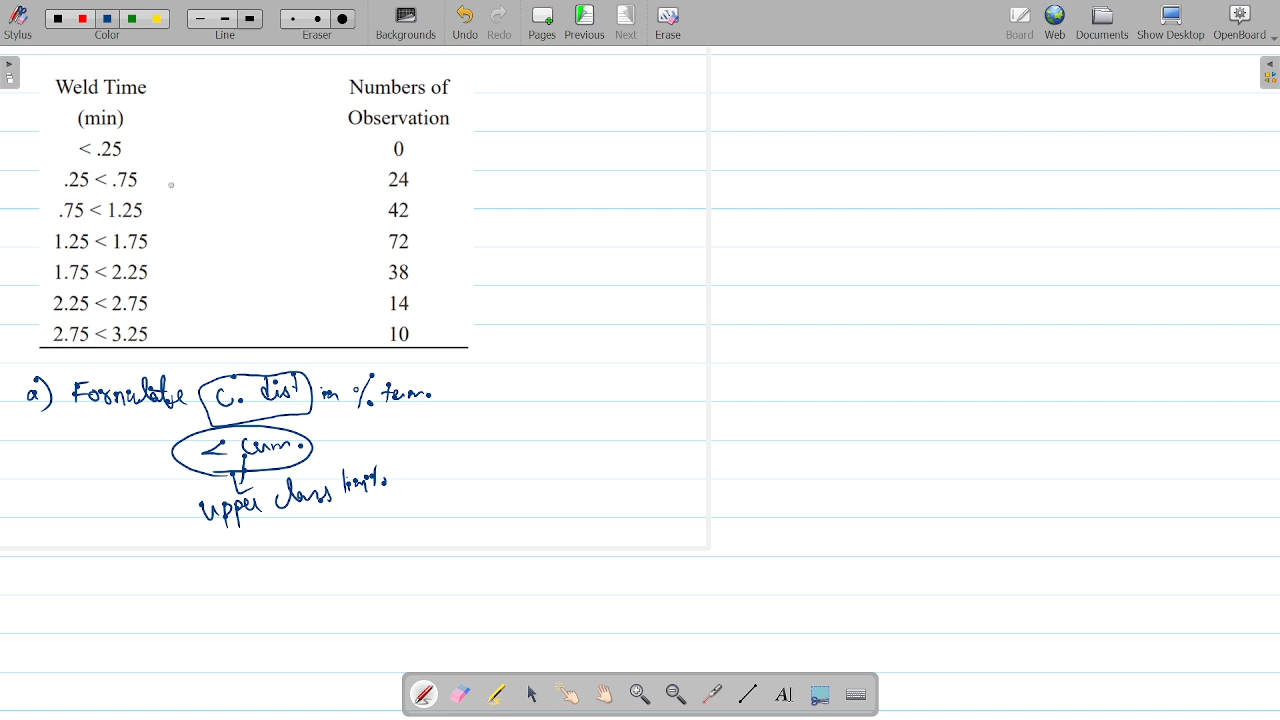 Stylus Color Line Eraser Backgrounds Undo Redo Pages Previous Next Erase Board Web Documents Show Desktop OpenBoard
Weld Time Numbers of
(min) Observation
< .25 0
.25 < .75 24
.75 < 1.25 42
1.25 < 1.75 72
1.75 < 2.25 38
2.25 < 2.75 14
2.75 < 3.25 10
a) Formulate C. dist in % term.
< cum.
upper class limit.